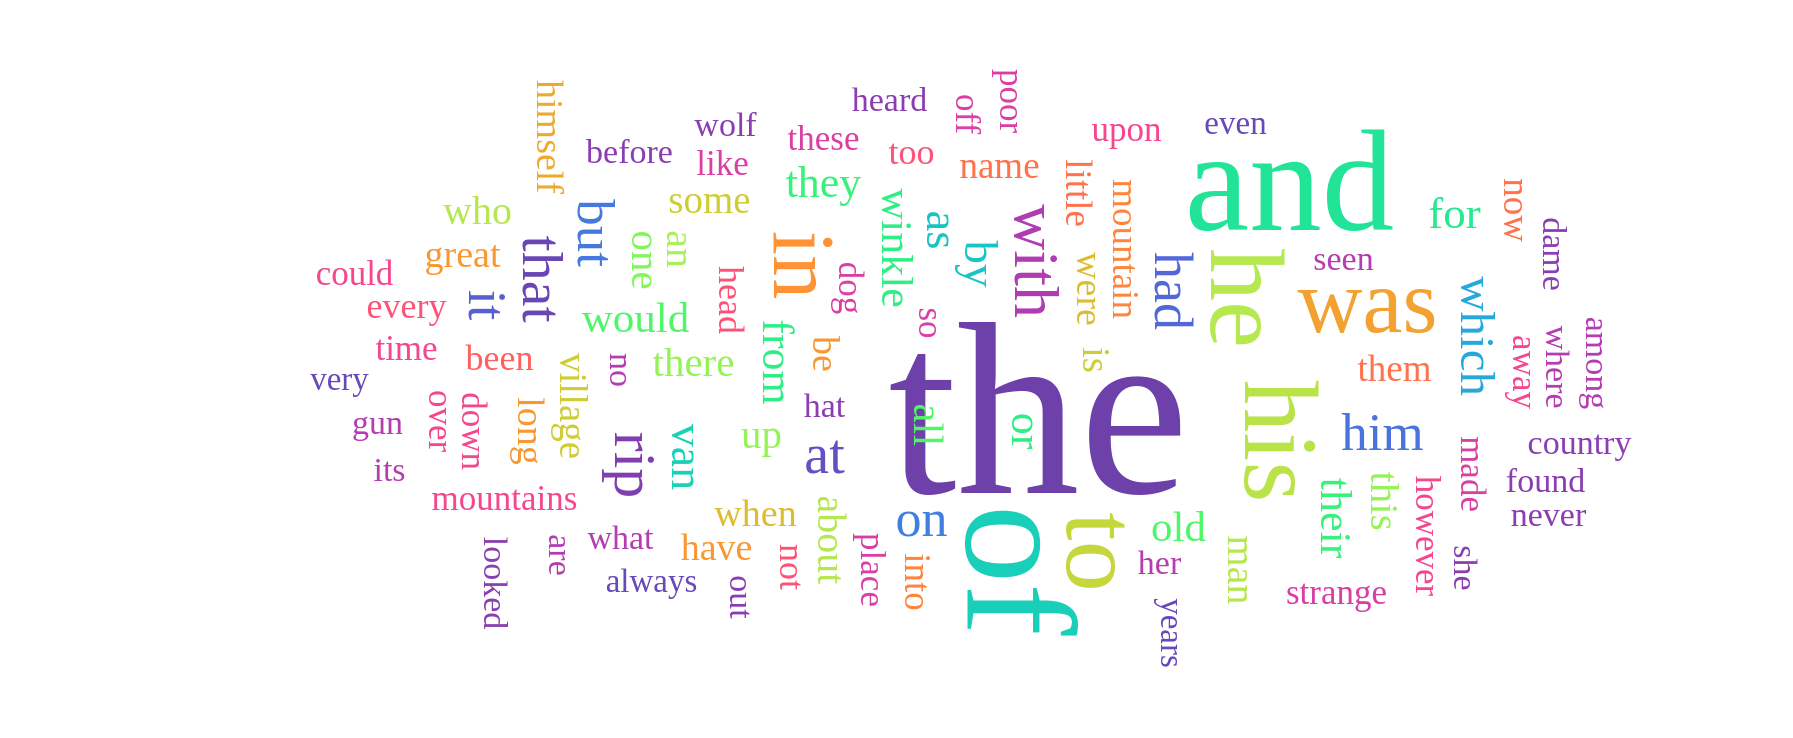 himself
heard
off
poor
before
wolf
these
upon
even
like
too
name
and
who
some
they
winkle
little
mountain
for
now
but
one
an
as
with
dame
great
that
in
by
had
he
seen
could
head
dog
were
was
which
every
it
would
from
so
the
among
time
been
village
no
there
be
is
them
away
where
very
over
down
long
hat
all
or
his
gun
rip
van
up
at
him
made
country
its
mountains
when
about
on
of
to
old
their
this
however
found
never
looked
are
what
have
not
place
into
her
man
she
always
out
years
strange